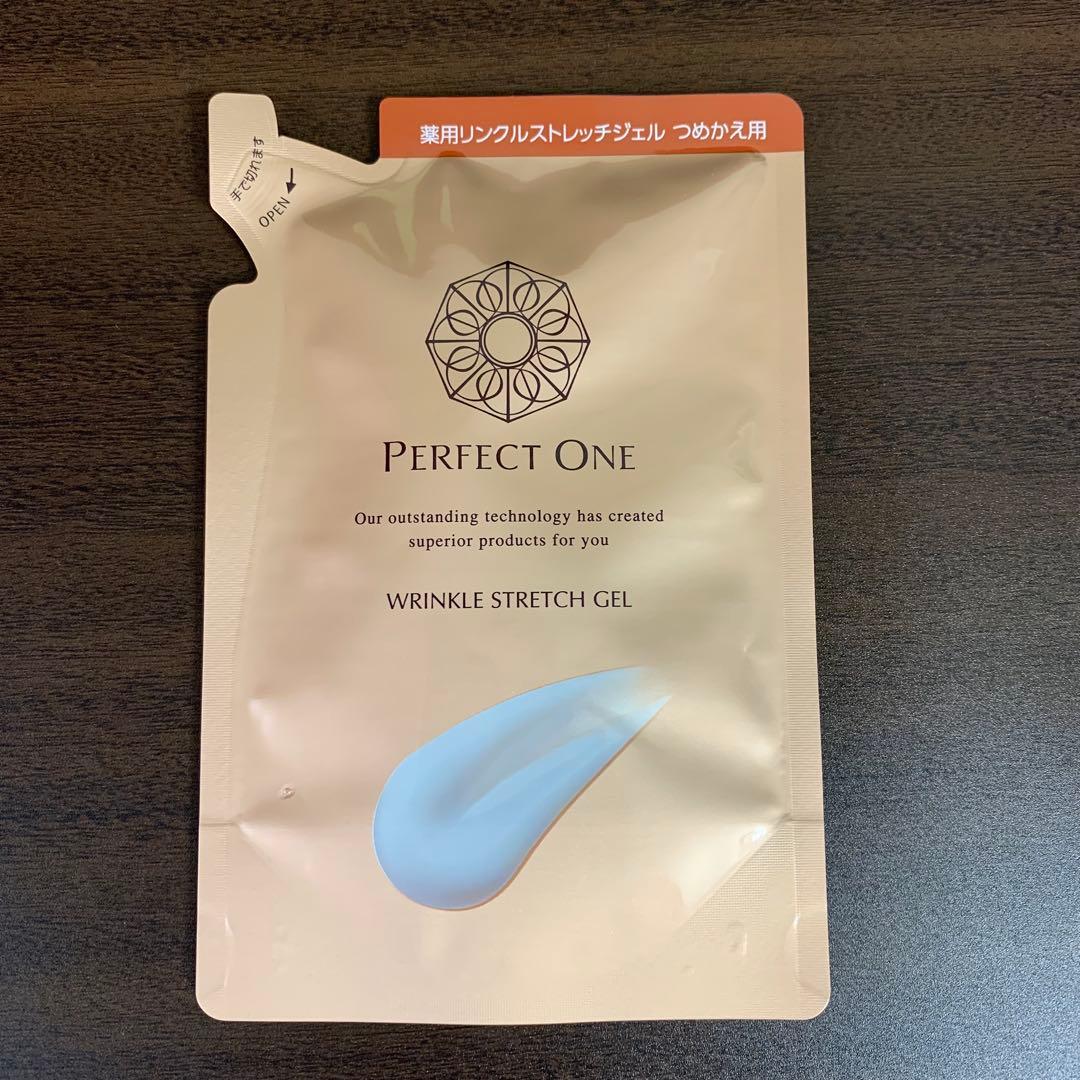 薬用リンクルストレッチジェル つめかえ用
手で切れます
OPEN
PERFECT ONE
Our outstanding technology has created
superior products for you
WRINKLE STRETCH GEL